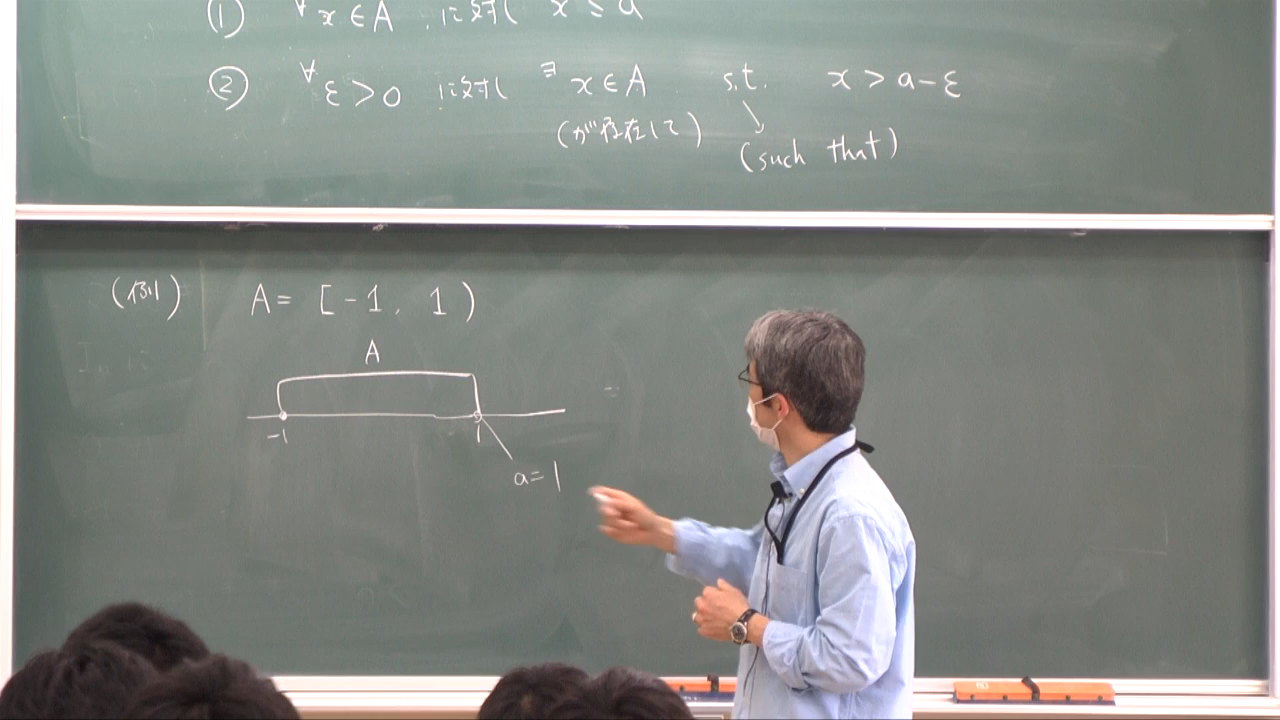 ① ∀x∈A に対し x≦a
② ∀ε>0 に対し ∃x∈A s.t. x>a-ε
(が存在して) (such that)
(例) A= [-1, 1)
A
-1 1
a=1